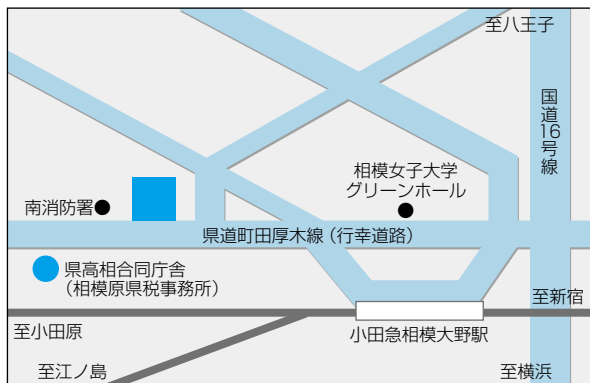 至八王子
国道16号線
相模女子大学
グリーンホール
南消防署
県道町田厚木線（行幸道路）
県高相合同庁舎
（相模原県税事務所）
至新宿
至小田原
小田急相模大野駅
至江ノ島
至横浜